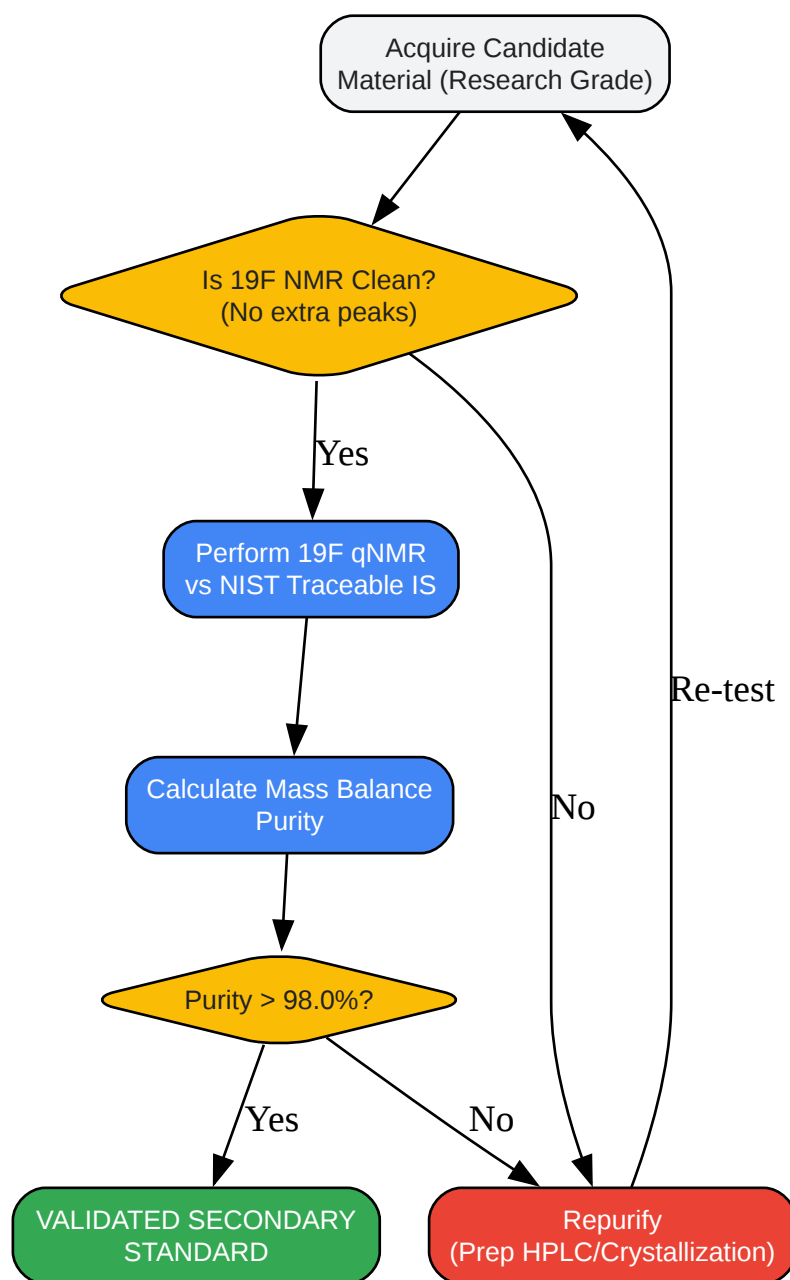 Acquire Candidate
Material (Research Grade)
Is 19F NMR Clean?
(No extra peaks)
Yes
Perform 19F qNMR
vs NIST Traceable IS
Re-test
Calculate Mass Balance
Purity
No
Purity > 98.0%?
Yes
No
VALIDATED SECONDARY
STANDARD
Repurify
(Prep HPLC/Crystallization)